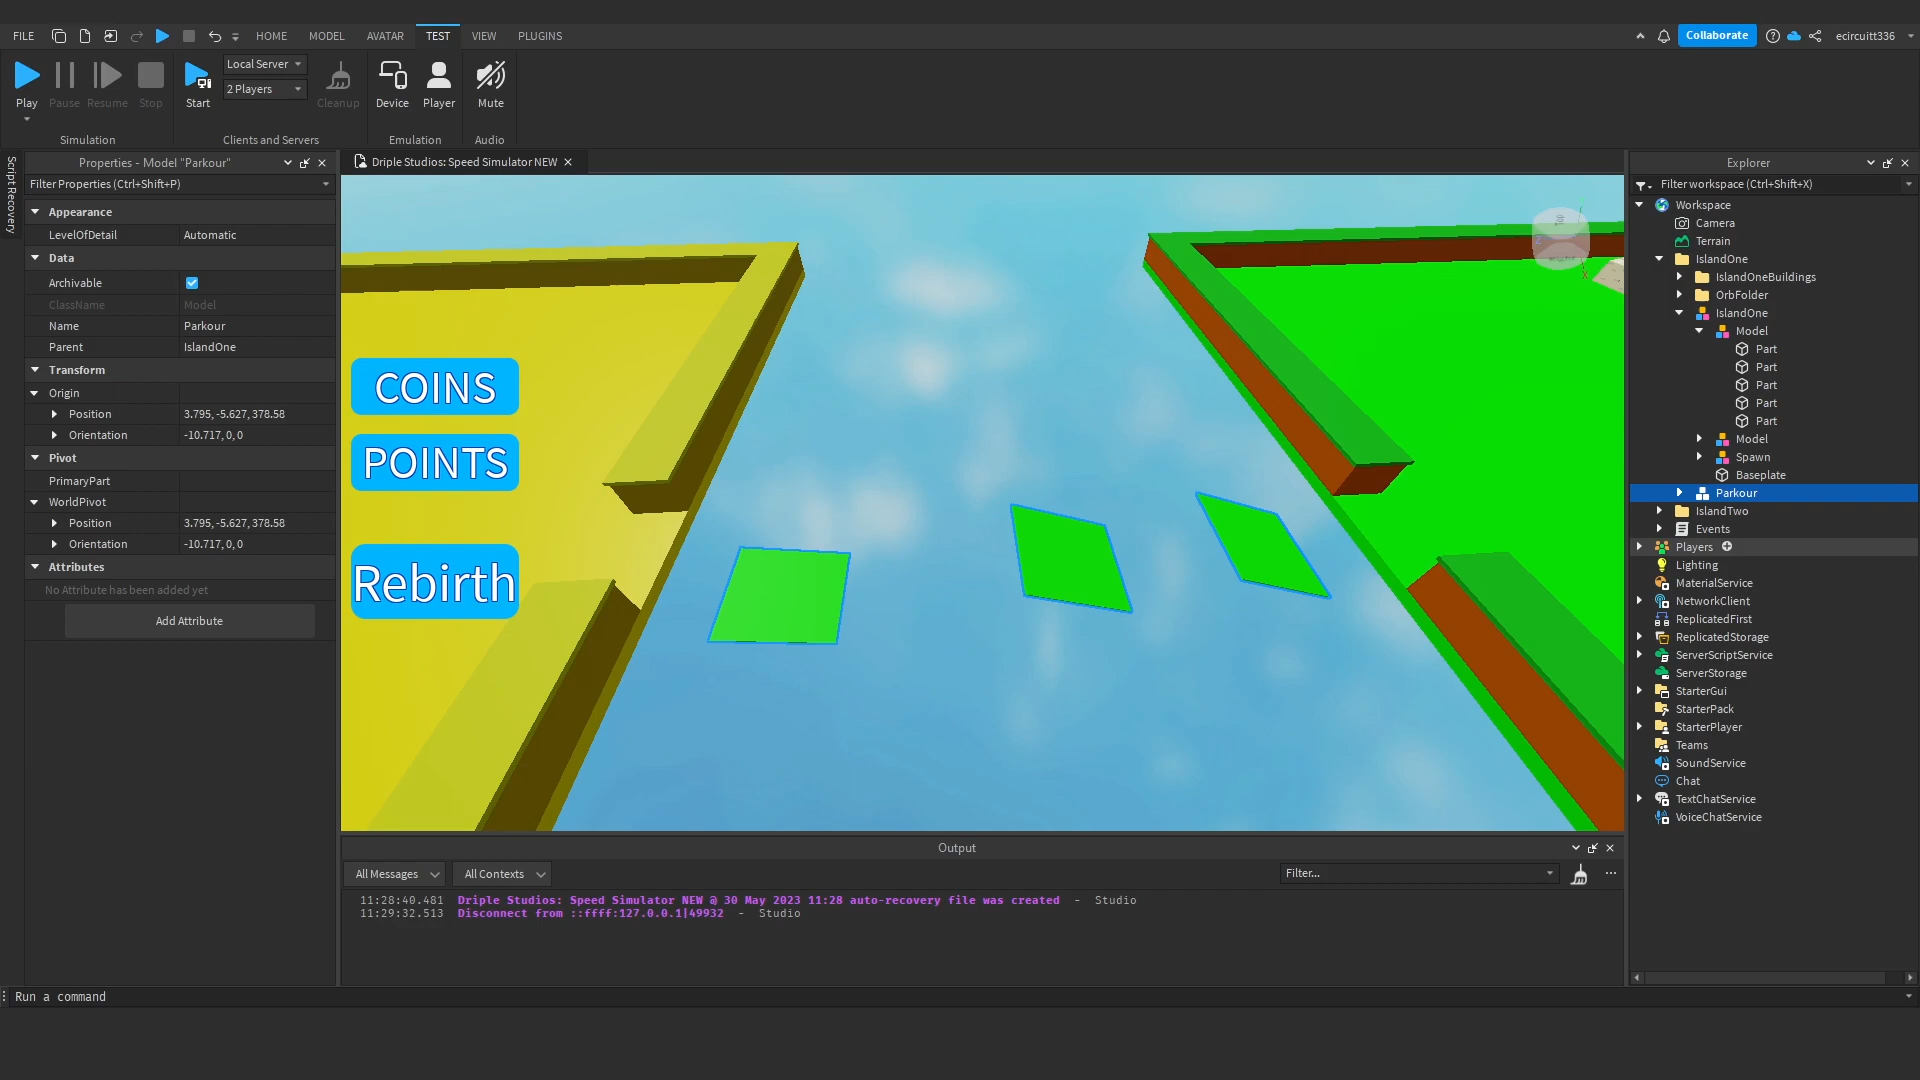 FILE HOME MODEL AVATAR TEST VIEW PLUGINS Collaborate ecircuitt336
Play Pause Resume Stop Start Local Server 2 Players Cleanup Device Player Mute
Simulation Clients and Servers Emulation Audio
Script Recovery
Properties - Model "Parkour"
Filter Properties (Ctrl+Shift+P)
Appearance
LevelOfDetail Automatic
Data
Archivable
ClassName Model
Name Parkour
Parent IslandOne
Transform
Origin
Position 3.795, -5.627, 378.58
Orientation -10.717, 0, 0
Pivot
PrimaryPart
WorldPivot
Position 3.795, -5.627, 378.58
Orientation -10.717, 0, 0
Attributes
No Attribute has been added yet
Add Attribute
Driple Studios: Speed Simulator NEW
COINS
POINTS
Rebirth
Top
X
Explorer
Filter workspace (Ctrl+Shift+X)
Workspace
Camera
Terrain
IslandOne
IslandOneBuildings
OrbFolder
IslandOne
Model
Part
Part
Part
Part
Part
Model
Spawn
Baseplate
Parkour
IslandTwo
Events
Players
Lighting
MaterialService
NetworkClient
ReplicatedFirst
ReplicatedStorage
ServerScriptService
ServerStorage
StarterGui
StarterPack
StarterPlayer
Teams
SoundService
Chat
TextChatService
VoiceChatService
Output
All Messages All Contexts Filter...
11:28:40.481 Driple Studios: Speed Simulator NEW @ 30 May 2023 11:28 auto-recovery file was created - Studio
11:29:32.513 Disconnect from ::ffff:127.0.0.1|49932 - Studio
Run a command